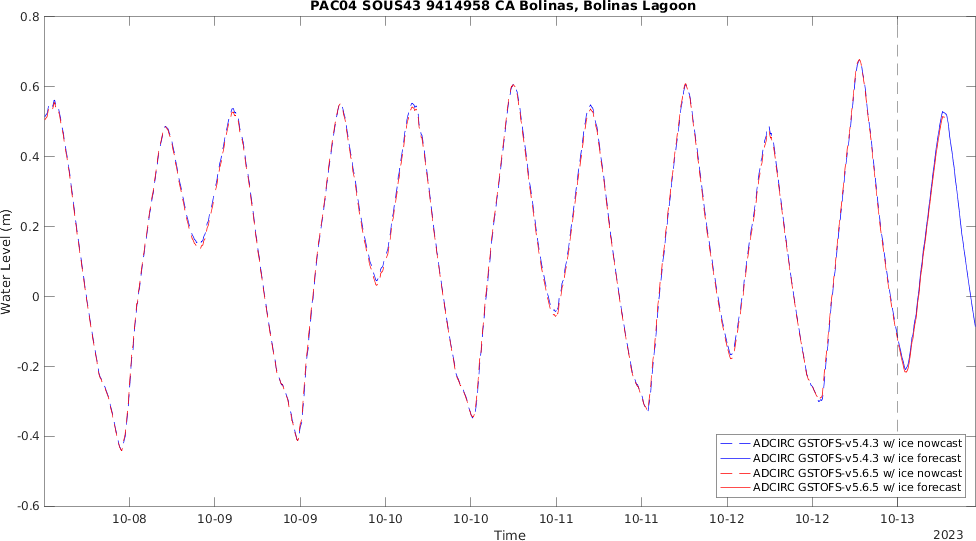 PAC04 SOUS43 9414958 CA Bolinas, Bolinas Lagoon
0.8
0.6
0.4
0.2
0
-0.2
-0.4
-0.6
Water Level (m)
ADCIRC GSTOFS-v5.4.3 w/ ice nowcast
ADCIRC GSTOFS-v5.4.3 w/ ice forecast
ADCIRC GSTOFS-v5.6.5 w/ ice nowcast
ADCIRC GSTOFS-v5.6.5 w/ ice forecast
10-08 10-09 10-09 10-10 10-10 10-11 10-11 10-12 10-12 10-13
Time
2023